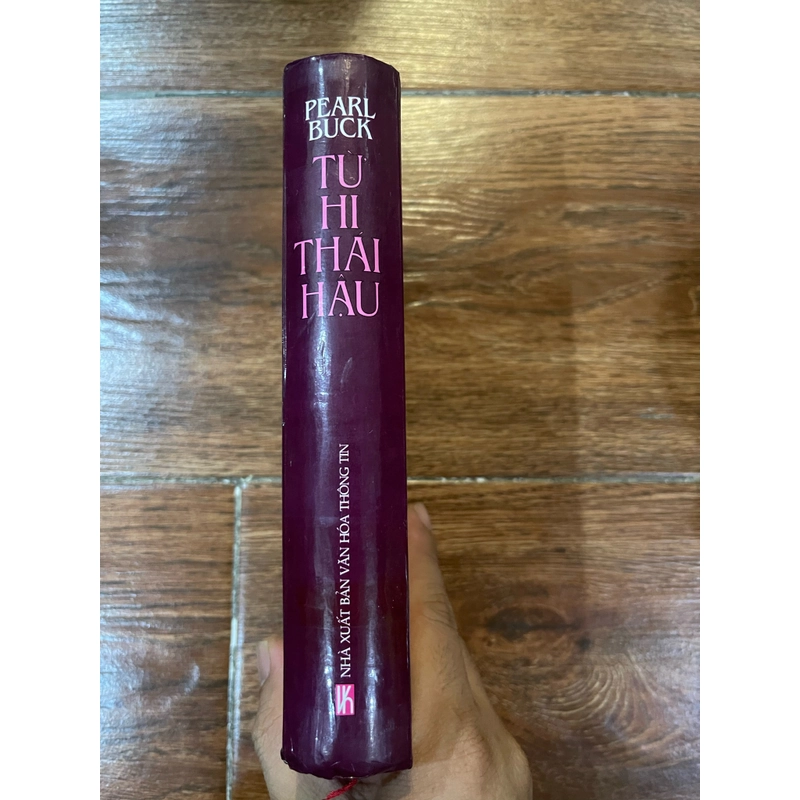 PEARL
BUCK
TỪ
HI
THÁI
HẬU
NHÀ XUẤT BẢN VĂN HÓA THÔNG TIN